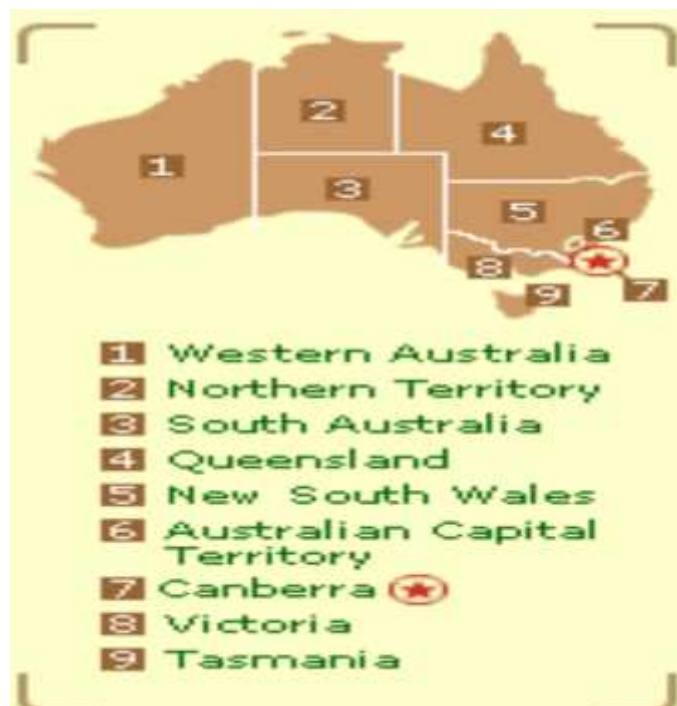 2
4
1
3
5
6
8
9
7
1 Western Australia
2 Northern Territory
3 South Australia
4 Queensland
5 New South Wales
6 Australian Capital
Territory
7 Canberra
8 Victoria
9 Tasmania